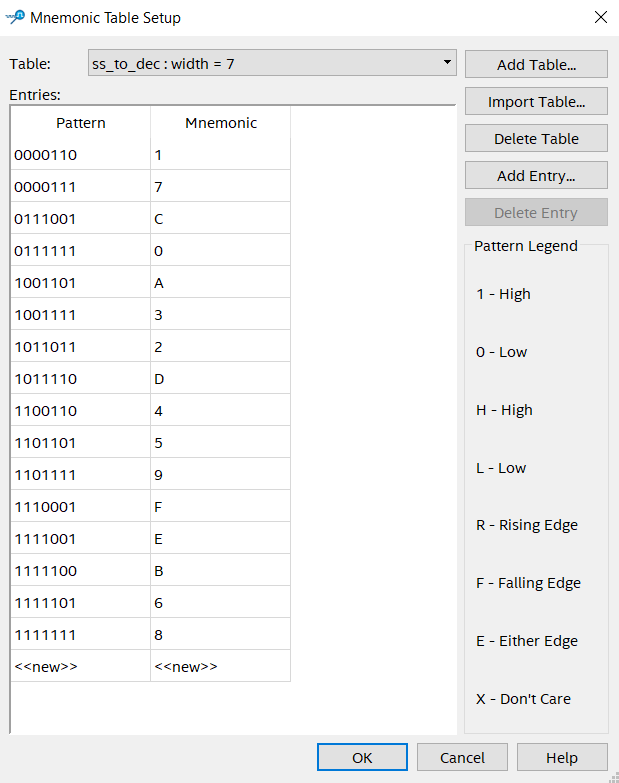 Mnemonic Table Setup
Table: ss_to_dec : width = 7
Add Table...
Import Table...
Delete Table
Add Entry...
Delete Entry
Entries:
Pattern Mnemonic
0000110 1
0000111 7
0111001 C
0111111 0
1001101 A
1001111 3
1011011 2
1011110 D
1100110 4
1101101 5
1101111 9
1110001 F
1111001 E
1111100 B
1111101 6
1111111 8
<<new>> <<new>>
Pattern Legend
1 - High
0 - Low
H - High
L - Low
R - Rising Edge
F - Falling Edge
E - Either Edge
X - Don't Care
OK Cancel Help